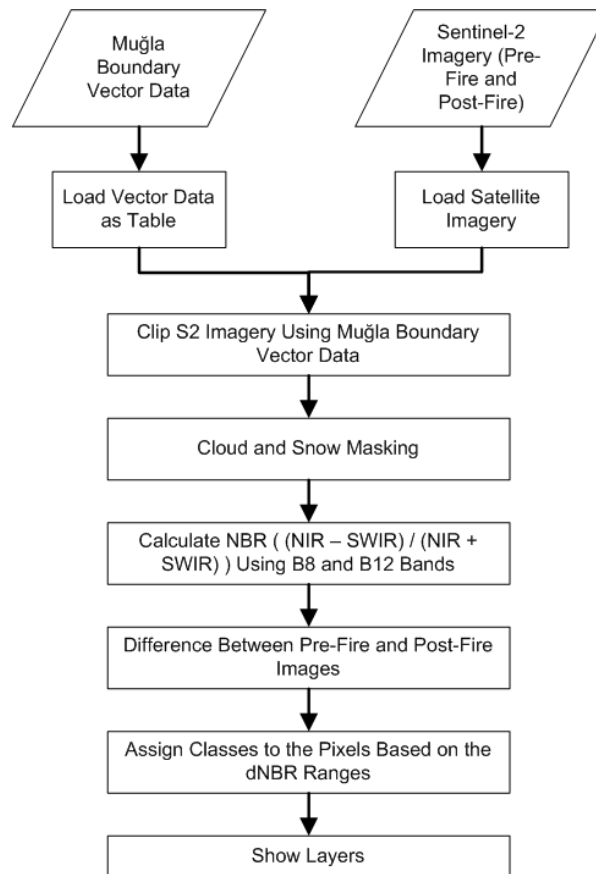 Muğla
Boundary
Vector Data
Sentinel-2
Imagery (Pre-
Fire and
Post-Fire)
Load Vector Data
as Table
Load Satellite
Imagery
Clip S2 Imagery Using Muğla Boundary
Vector Data
Cloud and Snow Masking
Calculate NBR ( (NIR – SWIR) / (NIR +
SWIR) ) Using B8 and B12 Bands
Difference Between Pre-Fire and Post-Fire
Images
Assign Classes to the Pixels Based on the
dNBR Ranges
Show Layers